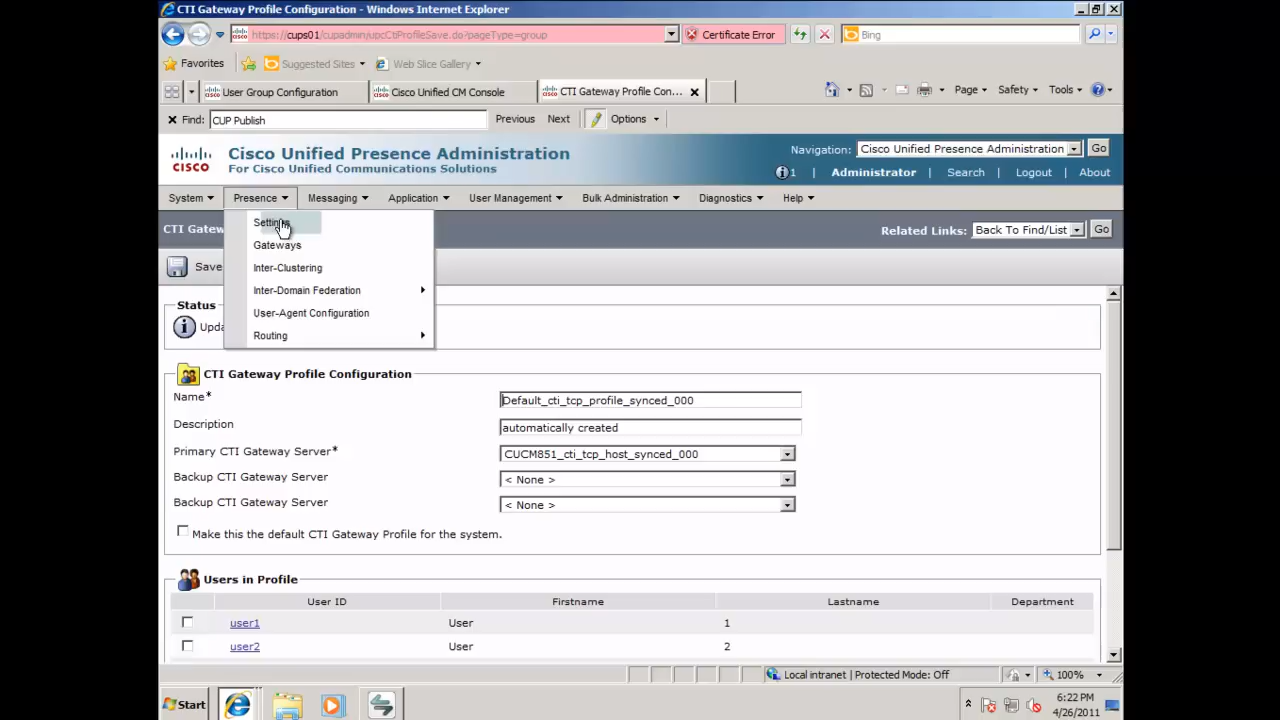 CTI Gateway Profile Configuration - Windows Internet Explorer
https://cups01/cupadmin/upcCtiProfileSave.do?pageType=group
Certificate Error
Bing
Favorites
Suggested Sites
Web Slice Gallery
User Group Configuration
Cisco Unified CM Console
CTI Gateway Profile Con...
Page
Safety
Tools
Find: CUP Publish
Previous
Next
Options
CISCO
Cisco Unified Presence Administration
For Cisco Unified Communications Solutions
Navigation: Cisco Unified Presence Administration
Go
1 | Administrator | Search | Logout | About
System
Presence
Messaging
Application
User Management
Bulk Administration
Diagnostics
Help
CTI Gatew
Related Links: Back To Find/List
Go
Settings
Gateways
Save
Inter-Clustering
Inter-Domain Federation
User-Agent Configuration
Routing
Status
Upda
CTI Gateway Profile Configuration
Name* Default_cti_tcp_profile_synced_000
Description automatically created
Primary CTI Gateway Server* CUCM851_cti_tcp_host_synced_000
Backup CTI Gateway Server < None >
Backup CTI Gateway Server < None >
Make this the default CTI Gateway Profile for the system.
Users in Profile
User ID Firstname Lastname Department
user1 User 1
user2 User 2
Local intranet | Protected Mode: Off
100%
Start
6:22 PM
4/26/2011